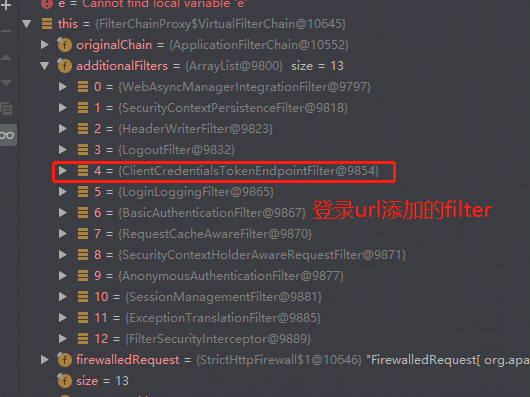 e = Cannot find local variable 'e'
this = {FilterChainProxy$VirtualFilterChain@10645}
originalChain = {ApplicationFilterChain@10552}
additionalFilters = {ArrayList@9800} size = 13
0 = {WebAsyncManagerIntegrationFilter@9797}
1 = {SecurityContextPersistenceFilter@9818}
2 = {HeaderWriterFilter@9823}
3 = {LogoutFilter@9832}
4 = {ClientCredentialsTokenEndpointFilter@9854}
5 = {LoginLoggingFilter@9865}
6 = {BasicAuthenticationFilter@9867} 登录url添加的filter
7 = {RequestCacheAwareFilter@9870}
8 = {SecurityContextHolderAwareRequestFilter@9871}
9 = {AnonymousAuthenticationFilter@9877}
10 = {SessionManagementFilter@9881}
11 = {ExceptionTranslationFilter@9885}
12 = {FilterSecurityInterceptor@9889}
firewalledRequest = {StrictHttpFirewall$1@10646} "FirewalledRequest[ org.apa
size = 13